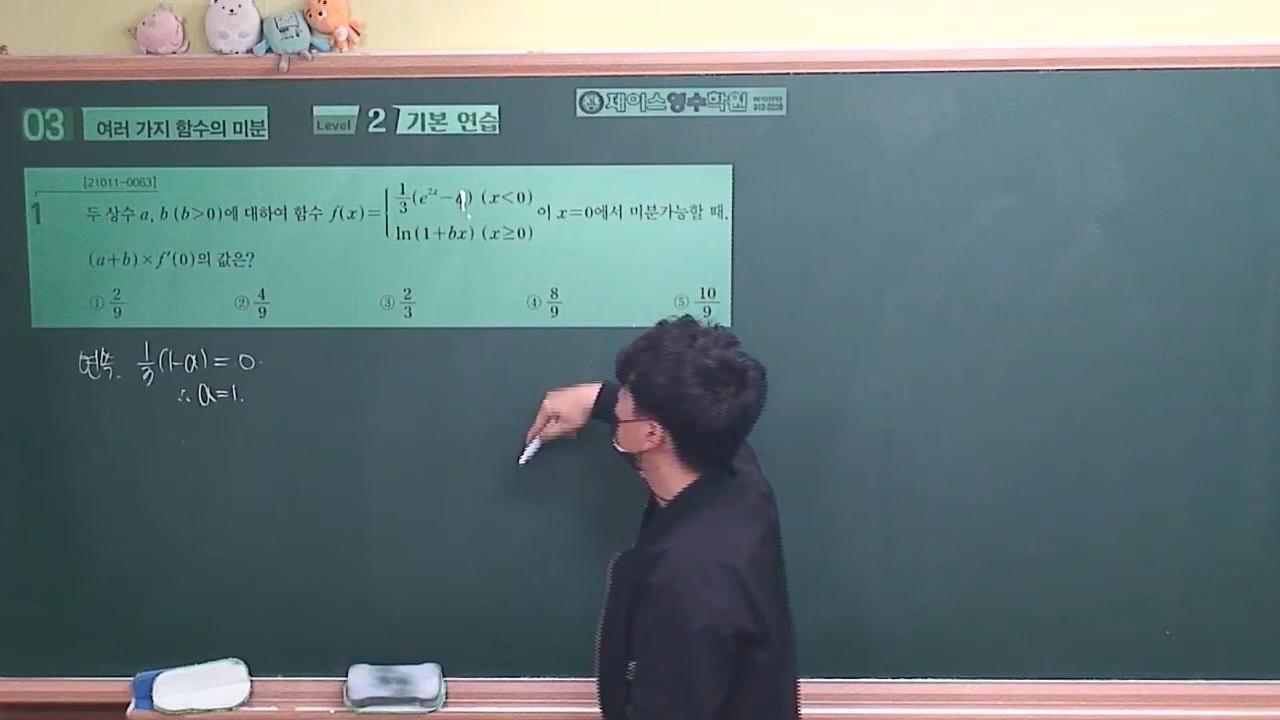 03 여러 가지 함수의 미분 Level 2 기본 연습
제이스영수학원
[21011-0063]
1 두 상수 a, b (b>0)에 대하여 함수 f(x)= { 1/3(e^{2x}-1) (x<0)
ln(1+bx) (x≥0) 이 x=0에서 미분가능할 때,
(a+b)×f′(0)의 값은?
① 2/9 ② 4/9 ③ 2/3 ④ 8/9 ⑤ 10/9
연속. 1/3(1-a)=0.
∴ a=1.